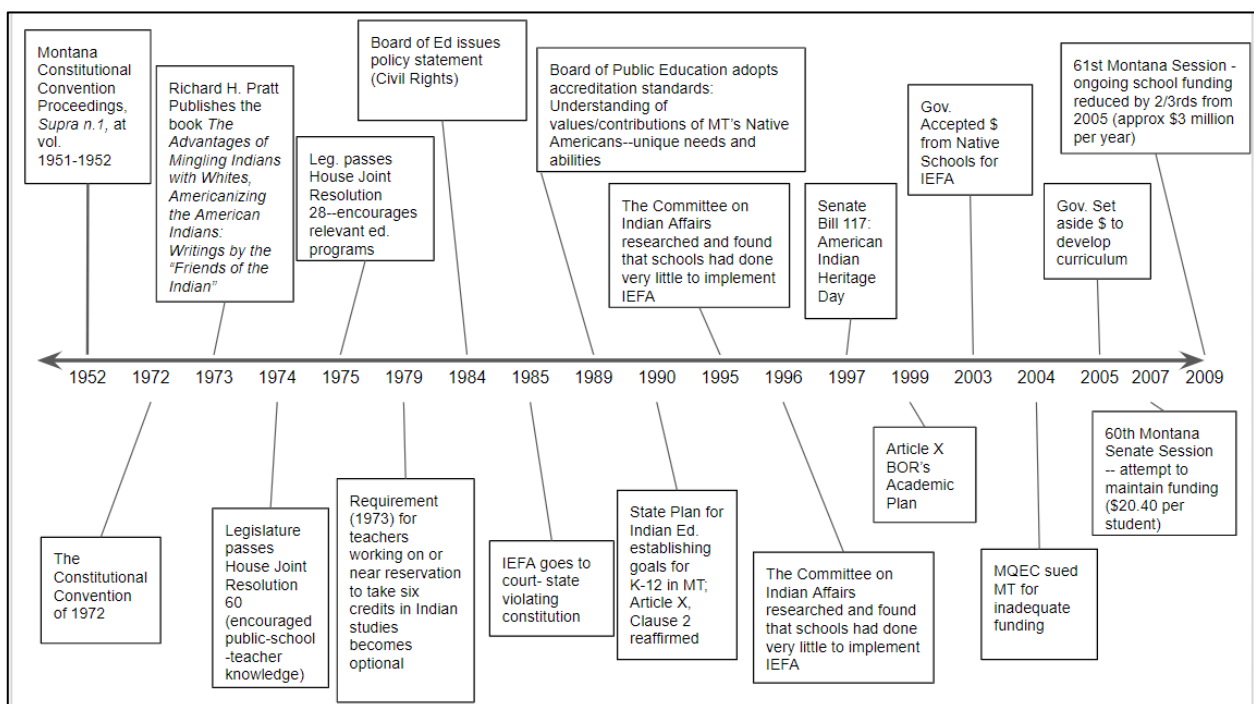 Montana
Constitutional
Convention
Proceedings,
Supra n.1, at
vol.
1951-1952
Richard H. Pratt
Publishes the
book The
Advantages of
Mingling Indians
with Whites,
Americanizing
the American
Indians:
Writings by the
“Friends of the
Indian”
Leg. passes
House Joint
Resolution
28--encourages
relevant ed.
programs
Board of Ed issues
policy statement
(Civil Rights)
Board of Public Education adopts
accreditation standards:
Understanding of
values/contributions of MT’s Native
Americans--unique needs and
abilities
The Committee on
Indian Affairs
researched and found
that schools had done
very little to implement
IEFA
Senate
Bill 117:
American
Indian
Heritage
Day
Gov.
Accepted $
from Native
Schools for
IEFA
Gov. Set
aside $ to
develop
curriculum
61st Montana Session -
ongoing school funding
reduced by 2/3rds from
2005 (approx $3 million
per year)
1952 1972 1973 1974 1975 1979 1984 1985 1989 1990 1995 1996 1997 1999 2003 2004 2005 2007 2009
The
Constitutional
Convention
of 1972
Legislature
passes
House Joint
Resolution
60
(encouraged
public-school
-teacher
knowledge)
Requirement
(1973) for
teachers
working on or
near reservation
to take six
credits in Indian
studies
becomes
optional
IEFA goes to
court- state
violating
constitution
State Plan for
Indian Ed.
establishing
goals for
K-12 in MT;
Article X,
Clause 2
reaffirmed
The Committee on
Indian Affairs
researched and found
that schools had done
very little to implement
IEFA
Article X
BOR’s
Academic
Plan
MQEC sued
MT for
inadequate
funding
60th Montana
Senate Session
-- attempt to
maintain funding
($20.40 per
student)